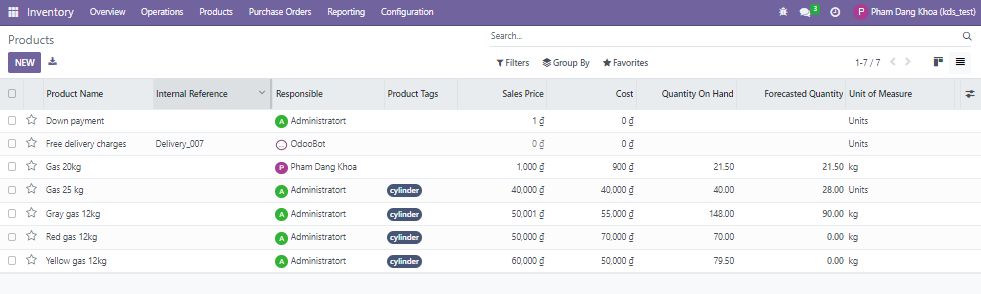 Inventory Overview Operations Products Purchase Orders Reporting Configuration 3 P Pham Dang Khoa (kds_test)
Products Search...
NEW Filters Group By Favorites 1-7 / 7
Product Name Internal Reference Responsible Product Tags Sales Price Cost Quantity On Hand Forecasted Quantity Unit of Measure
Down payment A Administratort 1 ₫ 0 ₫ Units
Free delivery charges Delivery_007 OdooBot 0 ₫ 0 ₫ Units
Gas 20kg P Pham Dang Khoa 1,000 ₫ 900 ₫ 21.50 21.50 kg
Gas 25 kg A Administratort cylinder 40,000 ₫ 40,000 ₫ 40.00 28.00 Units
Gray gas 12kg A Administratort cylinder 50,001 ₫ 55,000 ₫ 148.00 90.00 kg
Red gas 12kg A Administratort cylinder 50,000 ₫ 70,000 ₫ 70.00 0.00 kg
Yellow gas 12kg A Administratort cylinder 60,000 ₫ 50,000 ₫ 79.50 0.00 kg